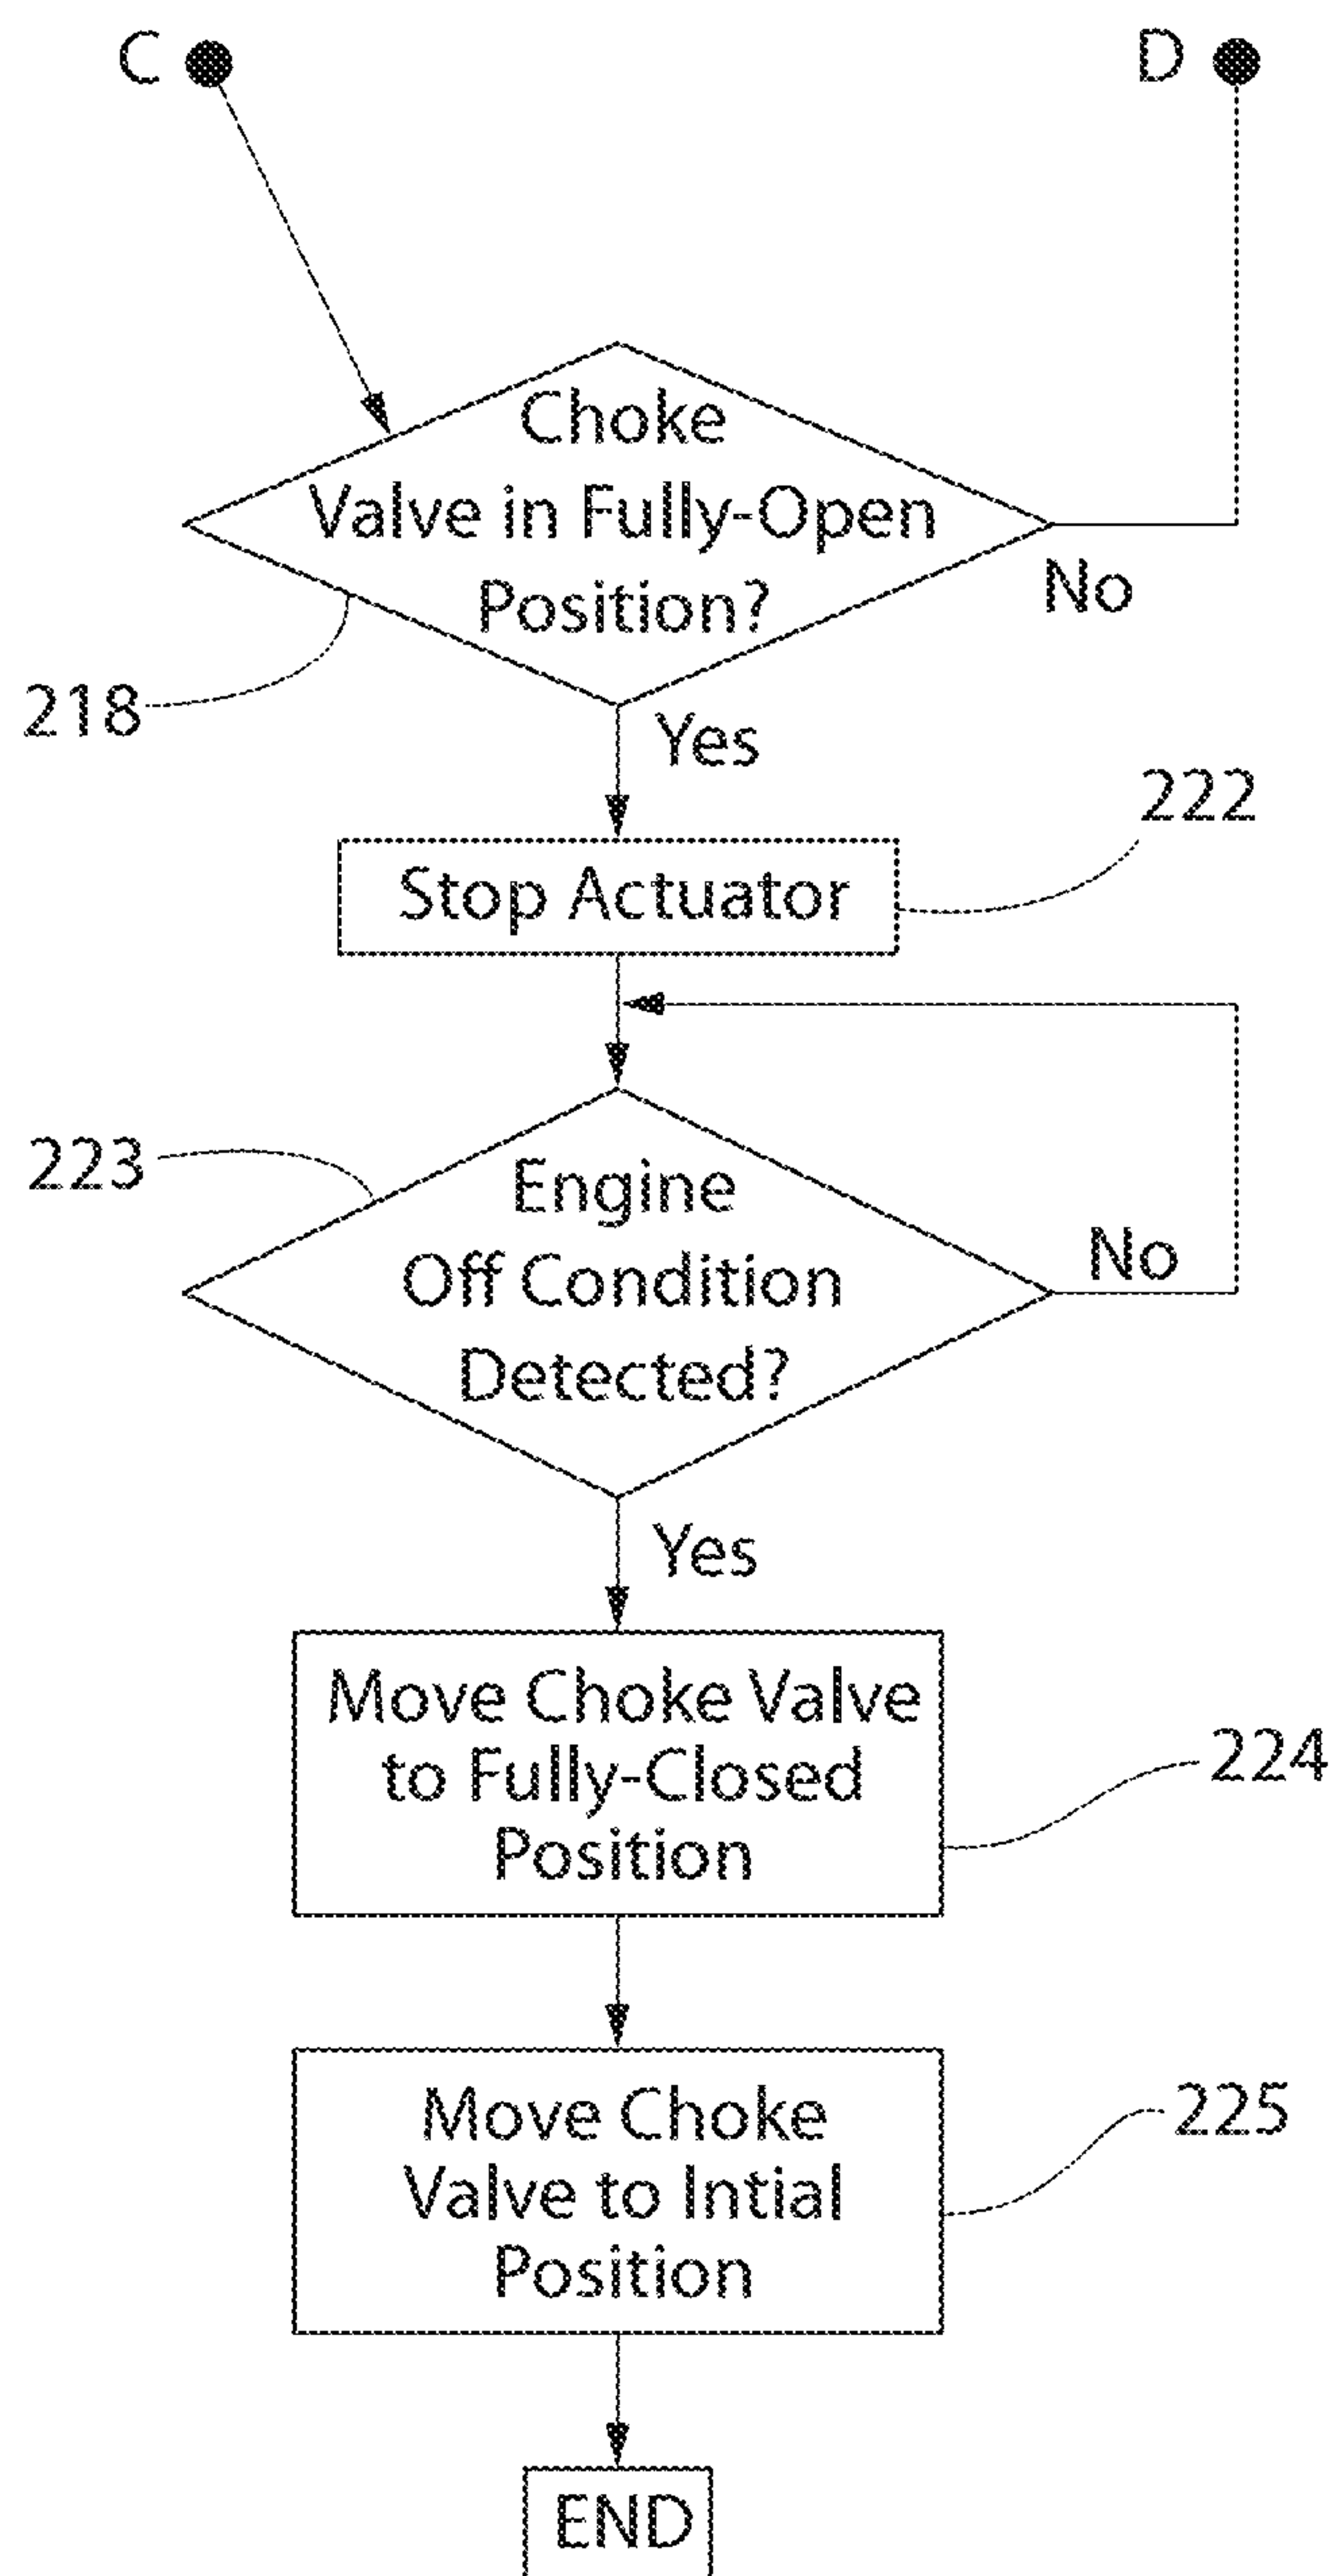 C
D
Choke
Valve in Fully-Open
Position?
No
218
Yes
222
Stop Actuator
223
Engine
Off Condition
Detected?
No
Yes
Move Choke Valve
to Fully-Closed
Position
224
Move Choke
Valve to Intial
Position
225
END